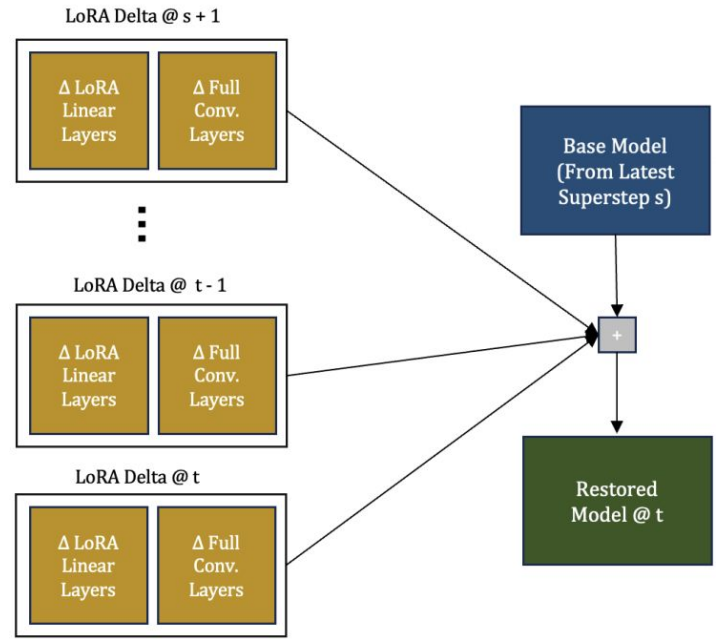 LoRA Delta @ s + 1
Δ LoRA
Linear
Layers
Δ Full
Conv.
Layers
LoRA Delta @ t - 1
Δ LoRA
Linear
Layers
Δ Full
Conv.
Layers
LoRA Delta @ t
Δ LoRA
Linear
Layers
Δ Full
Conv.
Layers
Base Model
(From Latest
Superstep s)
+
Restored
Model @ t